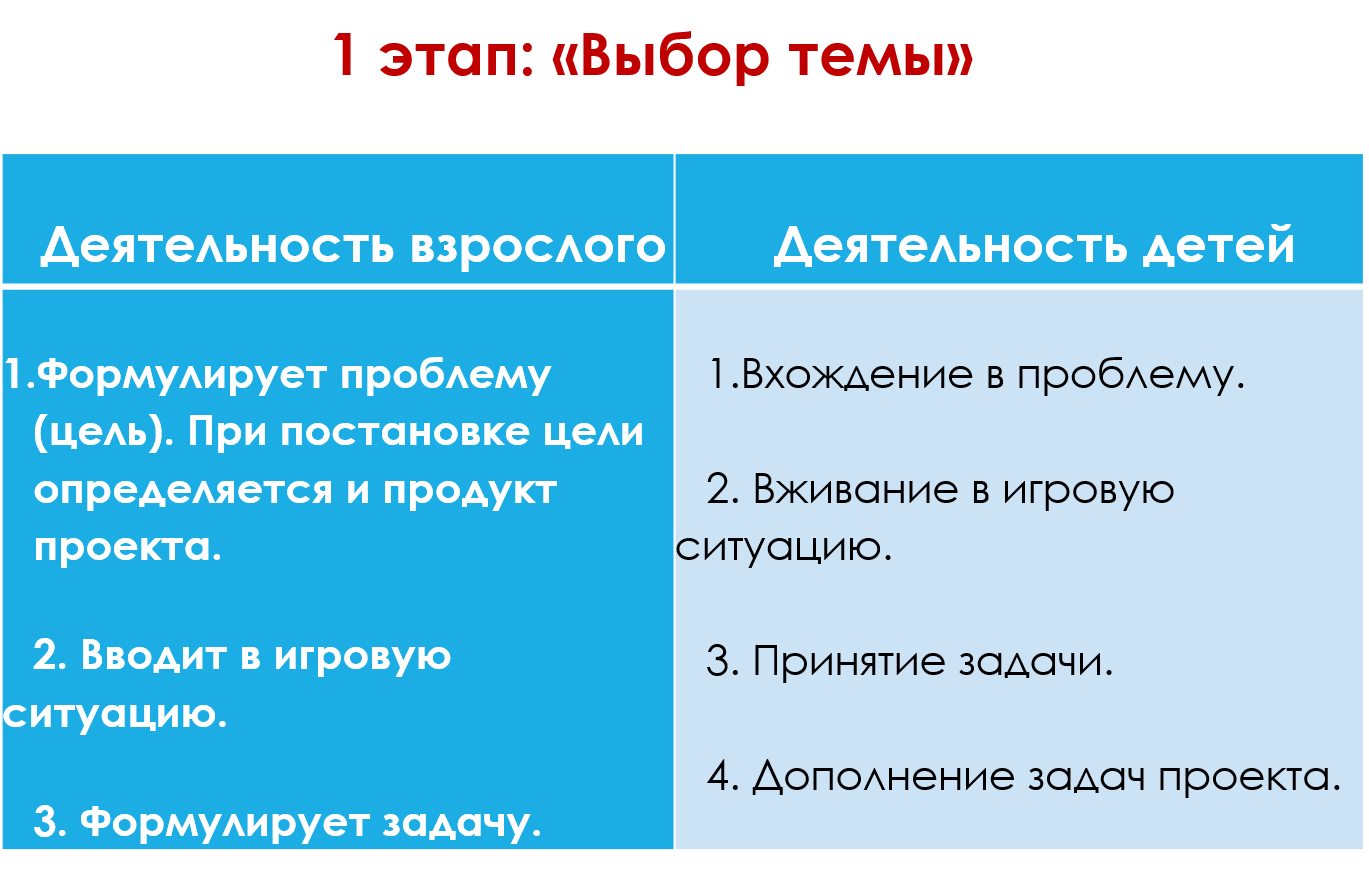 1 этап: «Выбор темы»
Деятельность взрослого
Деятельность детей
1.Формулирует проблему
(цель). При постановке цели
определяется и продукт
проекта.
2. Вводит в игровую
ситуацию.
3. Формулирует задачу.
1.Вхождение в проблему.
2. Вживание в игровую
ситуацию.
3. Принятие задачи.
4. Дополнение задач проекта.